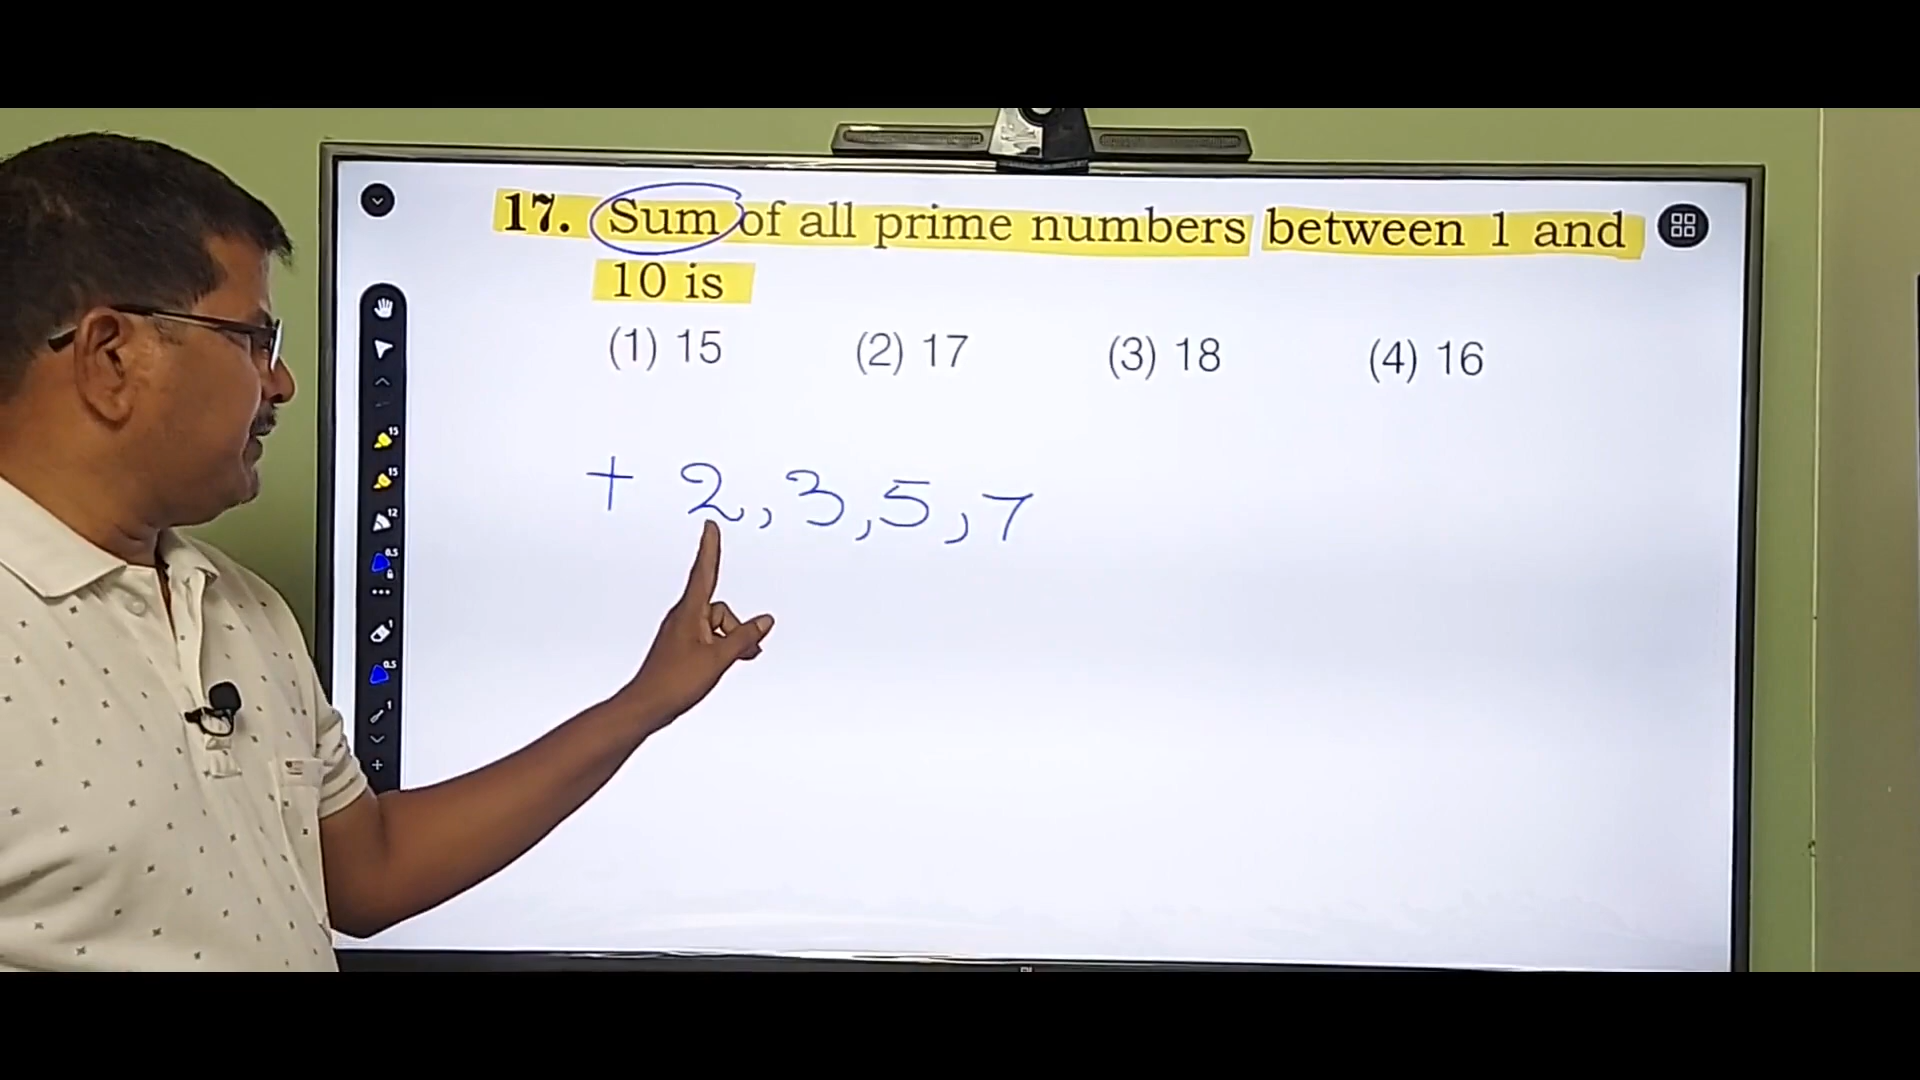 17. Sum of all prime numbers between 1 and
10 is
(1) 15 (2) 17 (3) 18 (4) 16
+ 2, 3, 5, 7